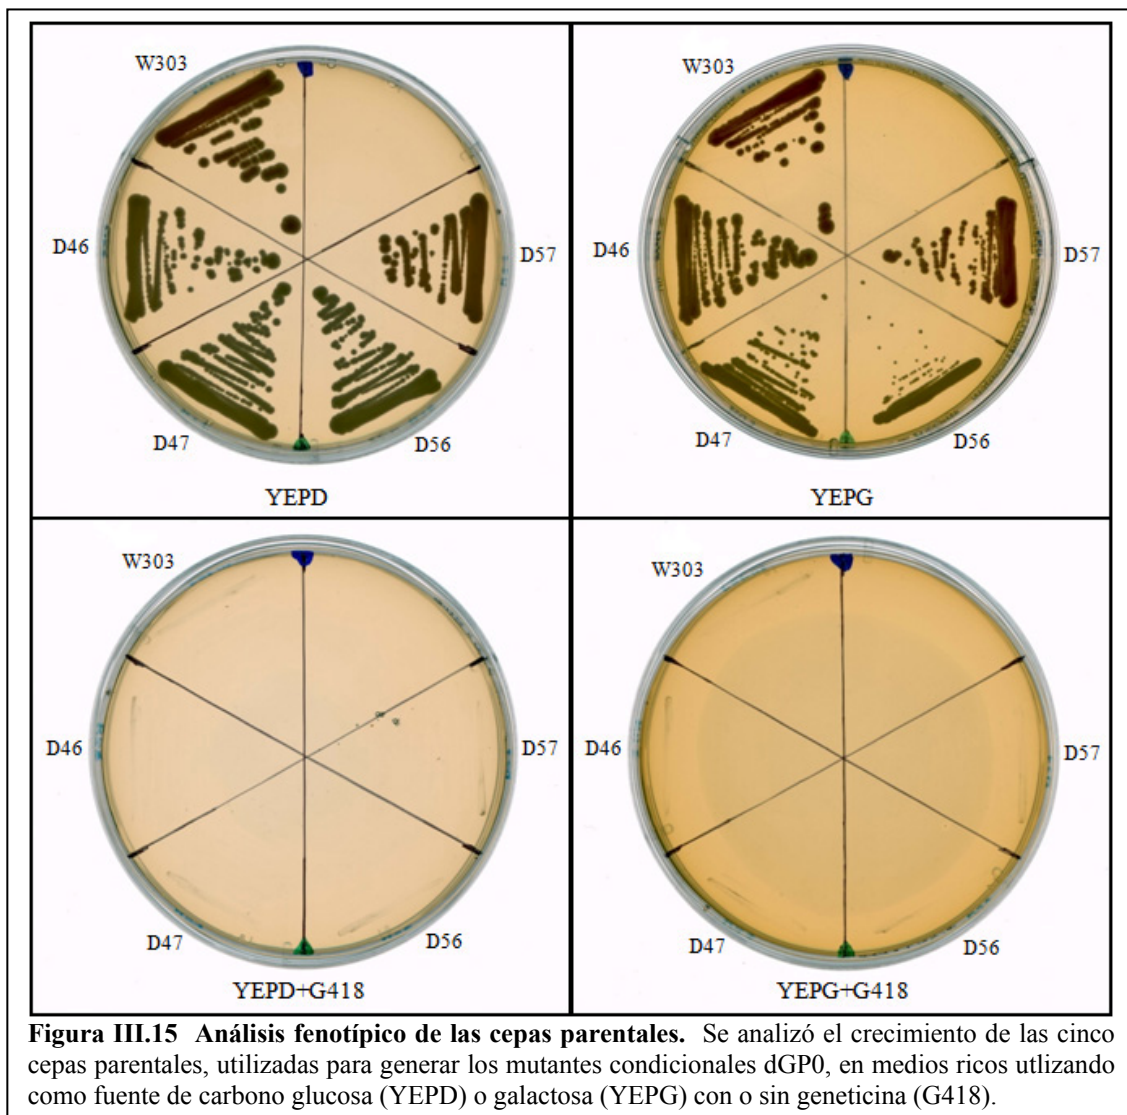 W303
D46
D57
D47
D56
YEPD
W303
D46
D57
D47
D56
YEPG
W303
D46
D57
D47
D56
YEPD+G418
W303
D46
D57
D47
D56
YEPG+G418
Figura III.15 Análisis fenotípico de las cepas parentales. Se analizó el crecimiento de las cinco
cepas parentales, utilizadas para generar los mutantes condicionales dGP0, en medios ricos utlizando
como fuente de carbono glucosa (YEPD) o galactosa (YEPG) con o sin geneticina (G418).